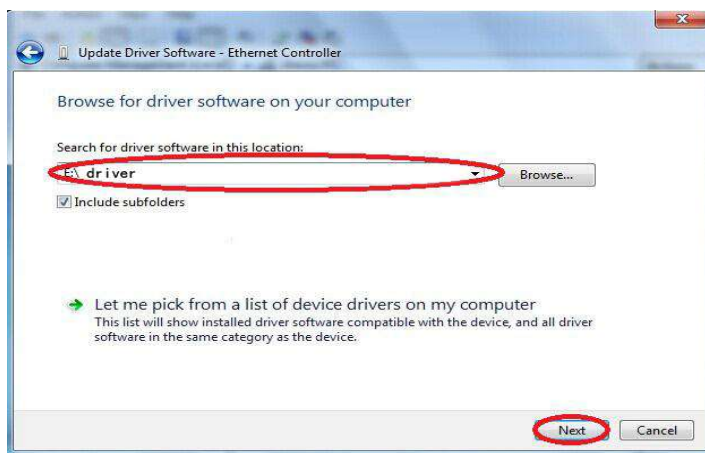 Update Driver Software - Ethernet Controller
Browse for driver software on your computer
Search for driver software in this location:
E:\ driver
Browse...
Include subfolders
Let me pick from a list of device drivers on my computer
This list will show installed driver software compatible with the device, and all driver
software in the same category as the device.
Next
Cancel